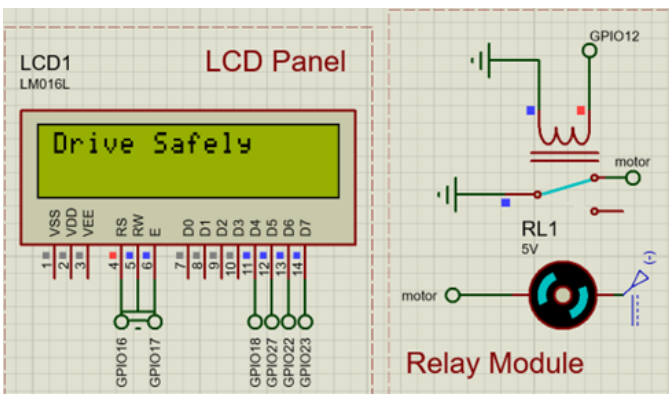 LCD1
LM016L
LCD Panel
Drive Safely
VSS
VDD
VEE
RS
RW
E
D0
D1
D2
D3
D4
D5
D6
D7
1
2
3
4
5
6
7
8
9
10
11
12
13
14
GPIO16
GPIO17
GPIO18
GPIO27
GPIO22
GPIO23
GPIO12
motor
RL1
5V
motor
(-)
Relay Module